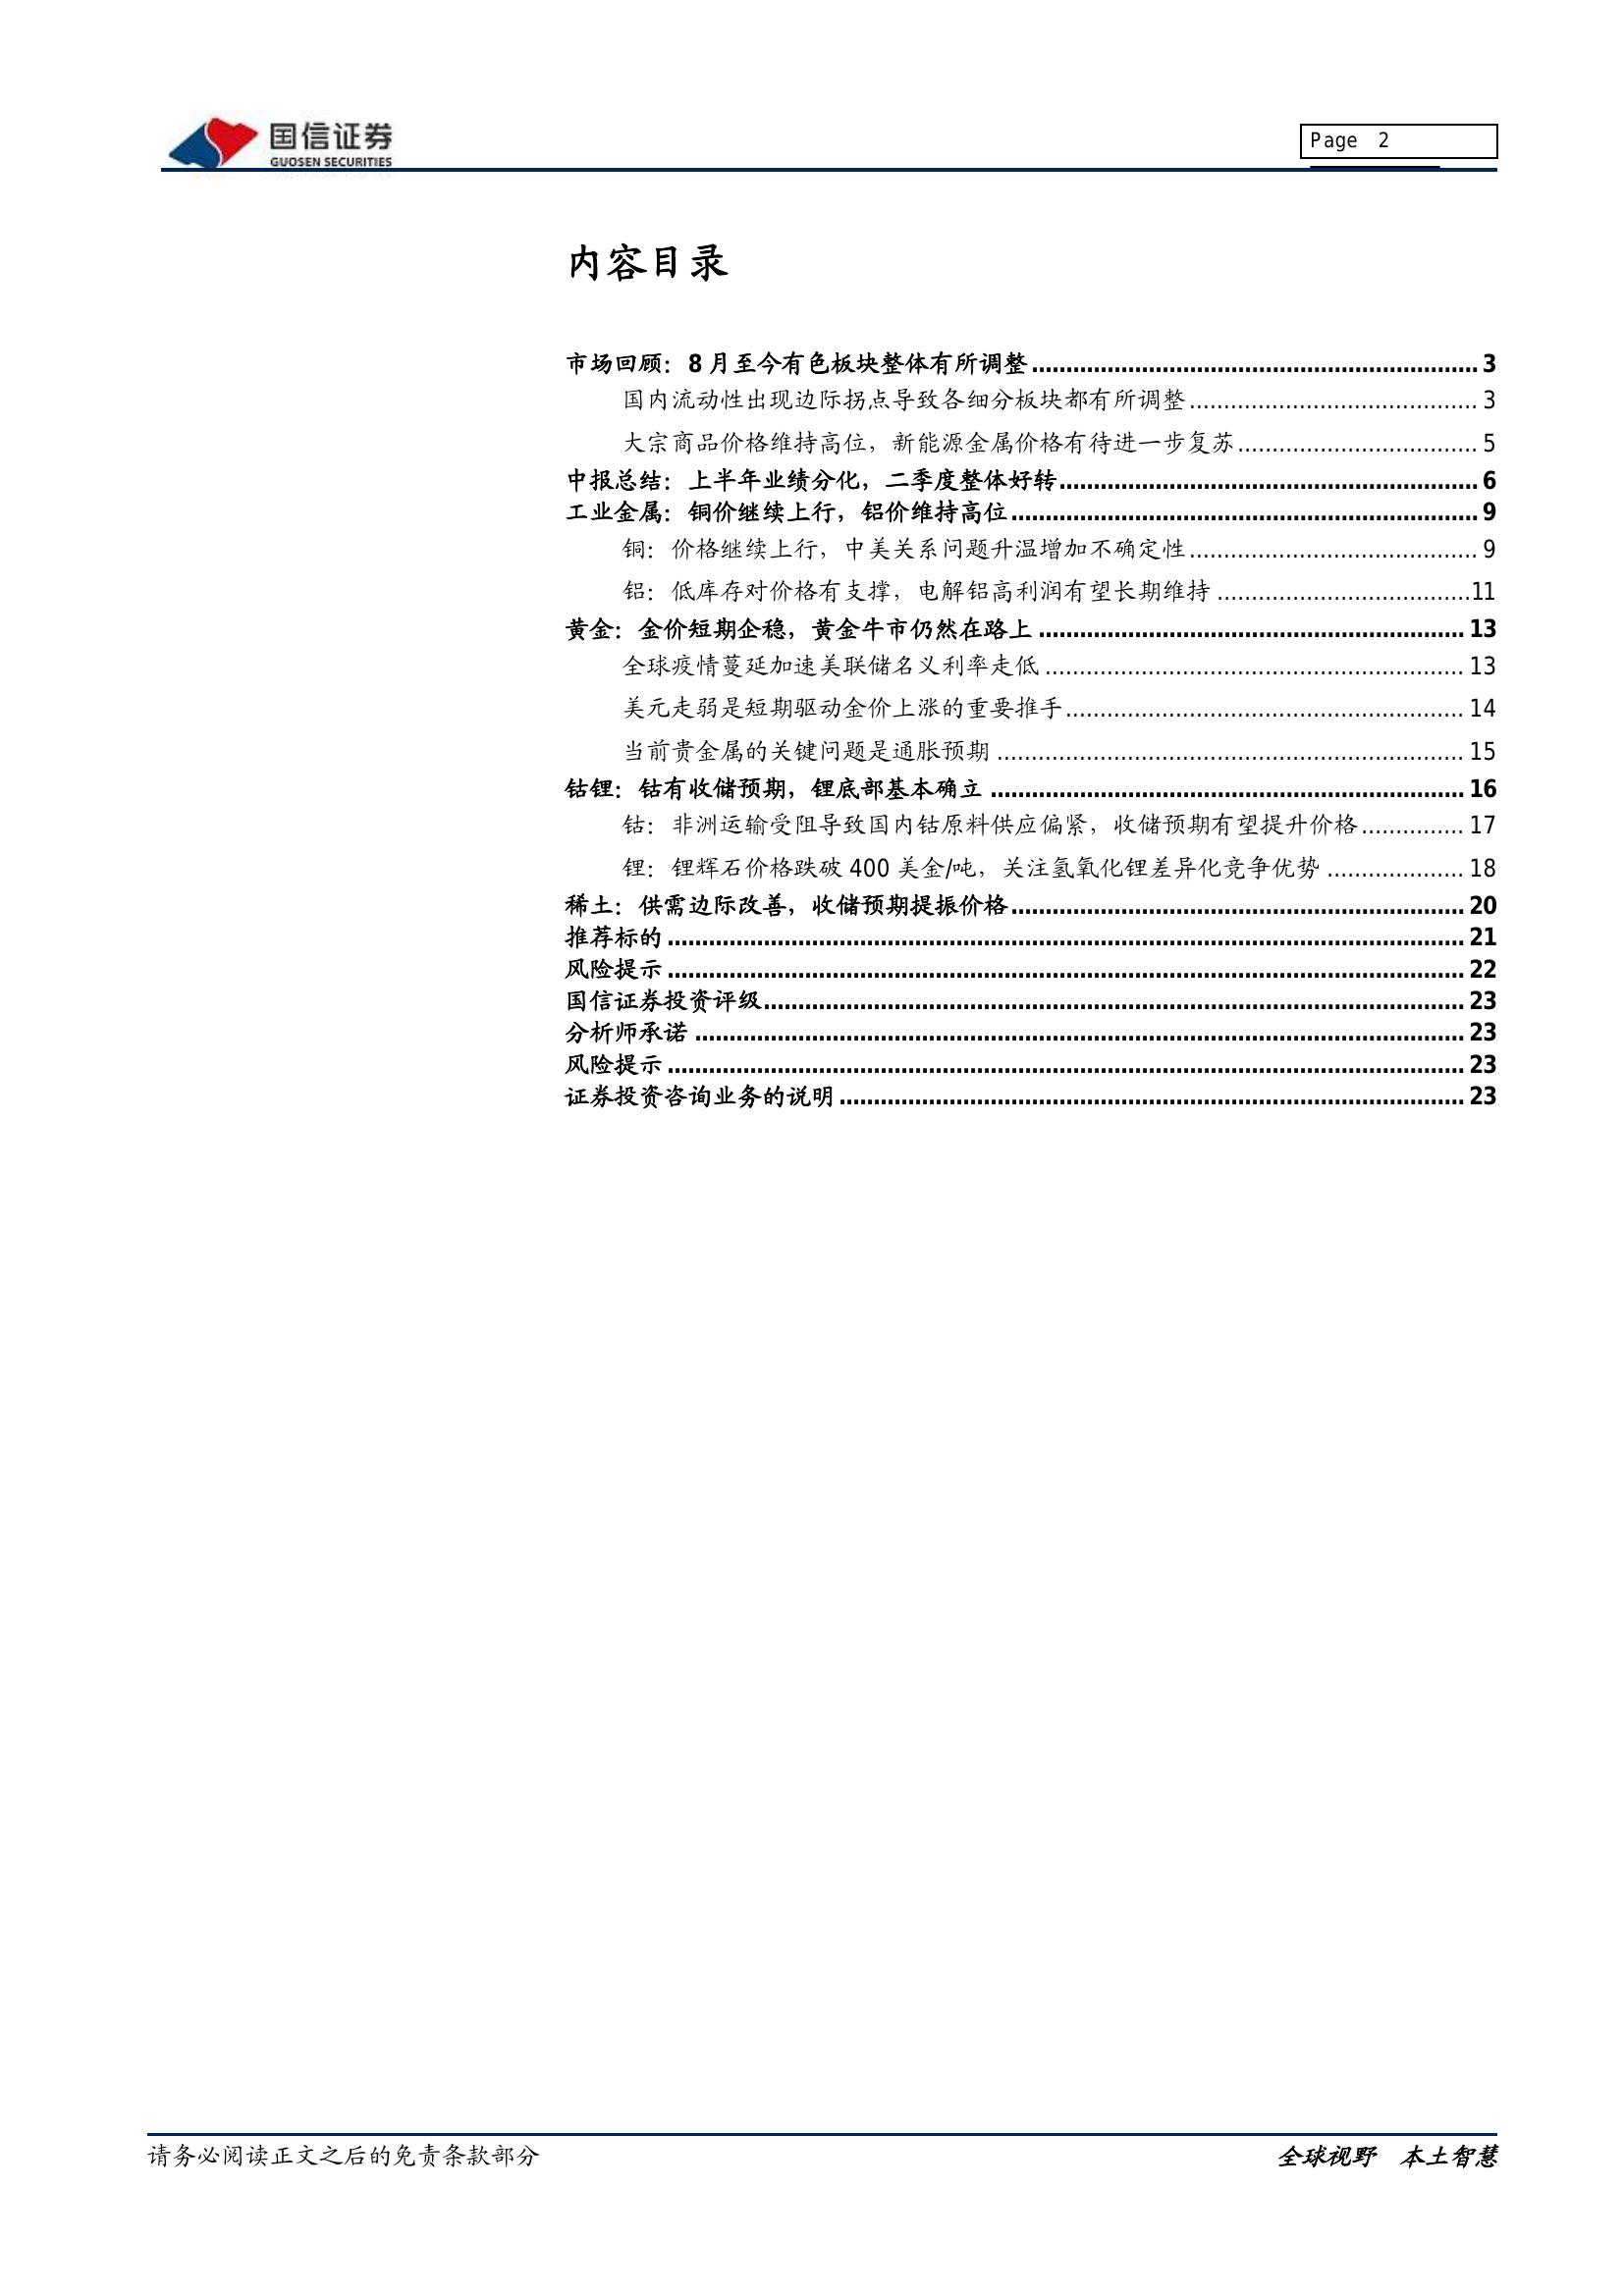 国信证券
GUOSEN SECURITIES
Page 2
内容目录
市场回顾：8 月至今有色板块整体有所调整 3
国内流动性出现边际拐点导致各细分板块都有所调整 3
大宗商品价格维持高位，新能源金属价格有待进一步复苏 5
中报总结：上半年业绩分化，二季度整体好转 6
工业金属：铜价继续上行，铝价维持高位 9
铜：价格继续上行，中美关系问题升温增加不确定性 9
铝：低库存对价格有支撑，电解铝高利润有望长期维持 11
黄金：金价短期企稳，黄金牛市仍然在路上 13
全球疫情蔓延加速美联储名义利率走低 13
美元走弱是短期驱动金价上涨的重要推手 14
当前贵金属的关键问题是通胀预期 15
钴锂：钴有收储预期，锂底部基本确立 16
钴：非洲运输受阻导致国内钴原料供应偏紧，收储预期有望提升价格 17
锂：锂辉石价格跌破 400 美金/吨，关注氢氧化锂差异化竞争优势 18
稀土：供需边际改善，收储预期提振价格 20
推荐标的 21
风险提示 22
国信证券投资评级 23
分析师承诺 23
风险提示 23
证券投资咨询业务的说明 23
请务必阅读正文之后的免责条款部分
全球视野 本土智慧